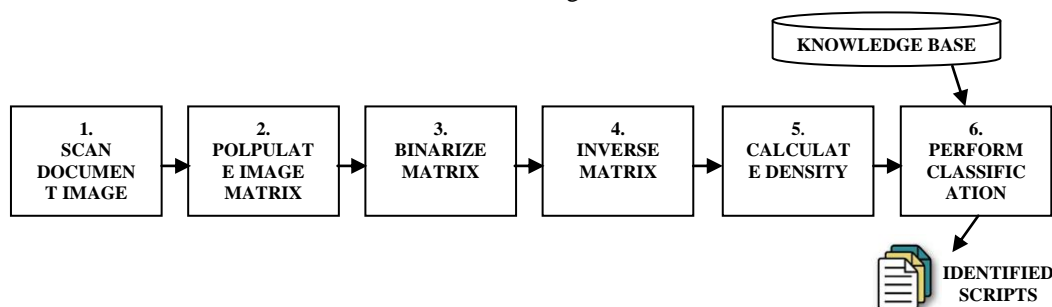 KNOWLEDGE BASE
1.
SCAN
DOCUMEN
T IMAGE
2.
POLPULAT
E IMAGE
MATRIX
3.
BINARIZE
MATRIX
4.
INVERSE
MATRIX
5.
CALCULAT
E DENSITY
6.
PERFORM
CLASSIFIC
ATION
IDENTIFIED
SCRIPTS